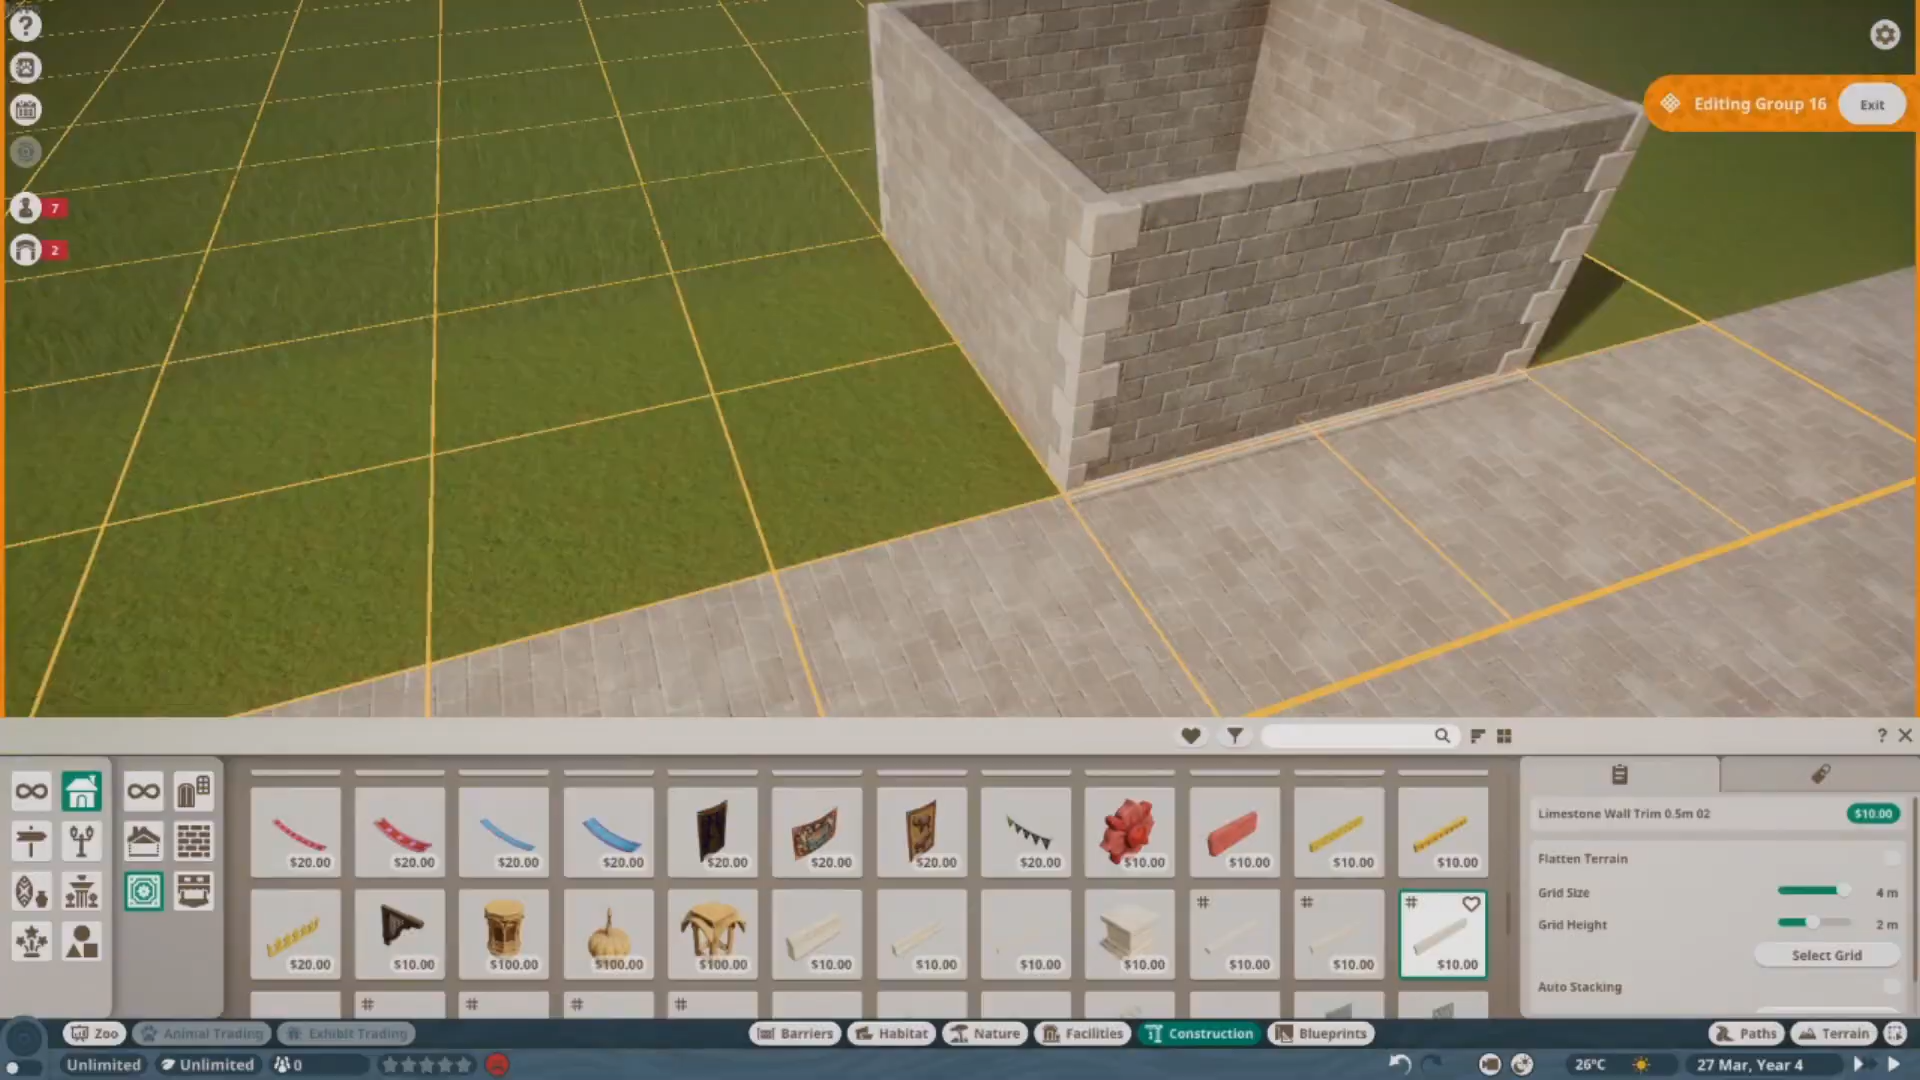 ?
7
2
Editing Group 16 Exit
? ×
$20.00 $20.00 $20.00 $20.00 $20.00 $20.00 $20.00 $20.00 $10.00 $10.00 $10.00 $10.00
$20.00 $10.00 $100.00 $100.00 $100.00 $10.00 $10.00 $10.00 $10.00 $10.00 $10.00 $10.00
Limestone Wall Trim 0.5m 02 $10.00
Flatten Terrain
Grid Size 4 m
Grid Height 2 m
Select Grid
Auto Stacking
Zoo Animal Trading Exhibit Trading Barriers Habitat Nature Facilities Construction Blueprints Paths Terrain
Unlimited Unlimited 0 26°C 27 Mar, Year 4